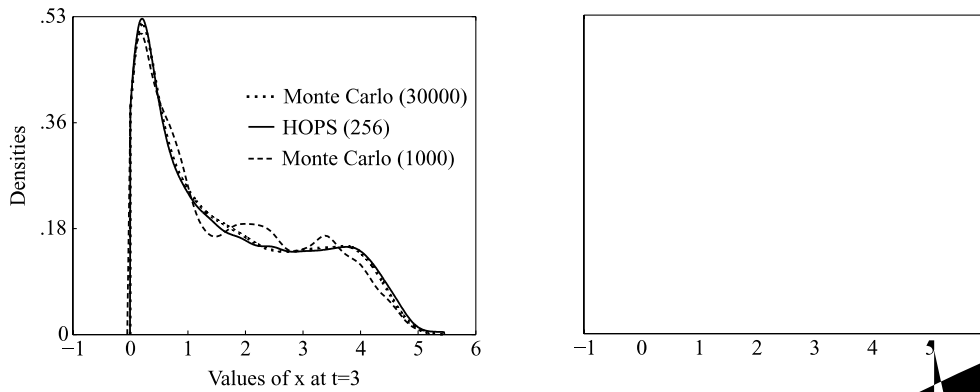 .53
.36
.18
0
Densities
Monte Carlo (30000)
HOPS (256)
Monte Carlo (1000)
−1 0 1 2 3 4 5 6
Values of x at t=3
−1 0 1 2 3 4 5